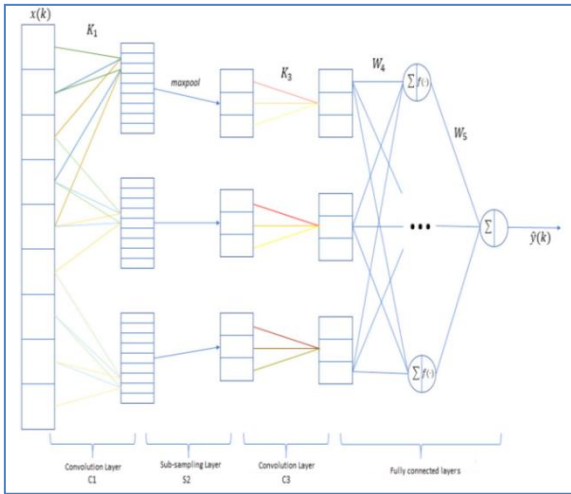 x(k)
K₁
maxpool
K₃
W₄
∑ f(·)
W₅
∑
ŷ(k)
∑ f(·)
Convolution Layer
C1
Sub-sampling Layer
S2
Convolution Layer
C3
Fully connected layers